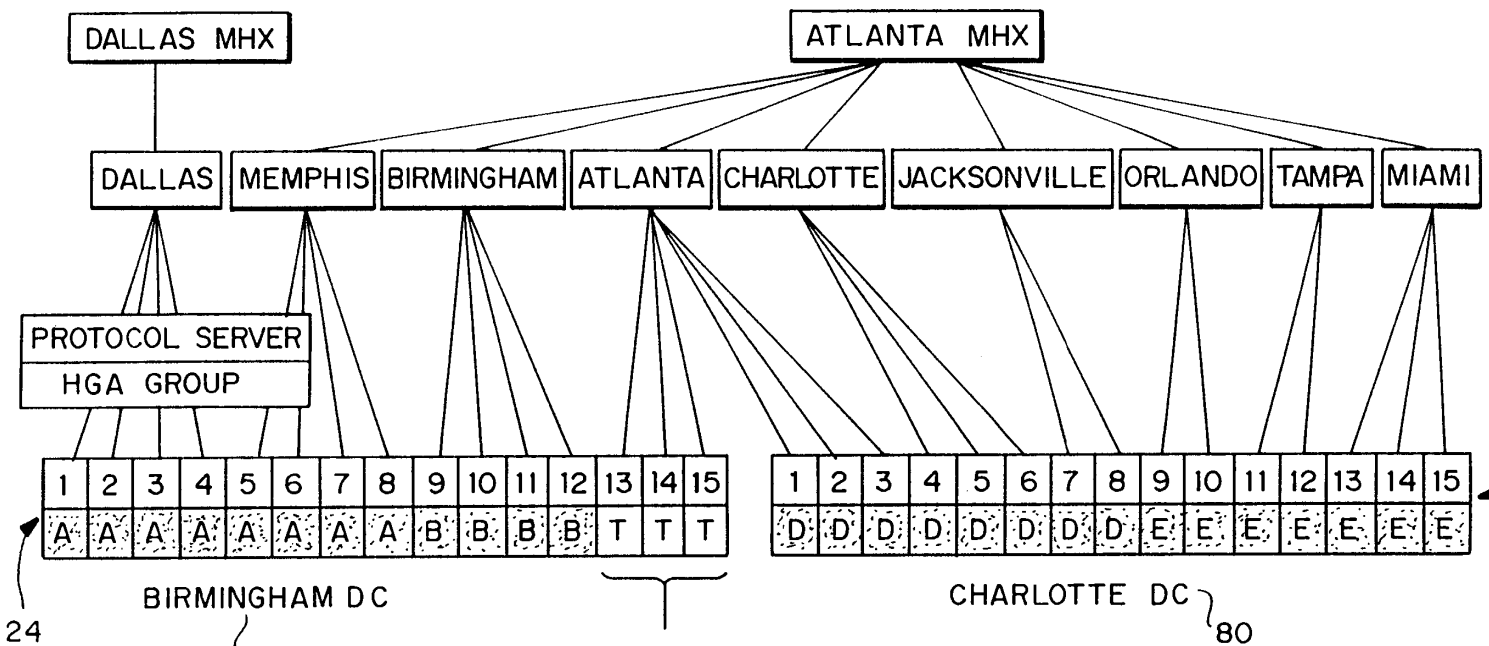 DALLAS MHX ATLANTA MHX
DALLAS MEMPHIS BIRMINGHAM ATLANTA CHARLOTTE JACKSONVILLE ORLANDO TAMPA MIAMI
PROTOCOL SERVER
HGA GROUP
1 2 3 4 5 6 7 8 9 10 11 12 13 14 15 1 2 3 4 5 6 7 8 9 10 11 12 13 14 15
A A A A A A A A B B B B T T T D D D D D D D D E E E E E E E
BIRMINGHAM DC CHARLOTTE DC
24 80